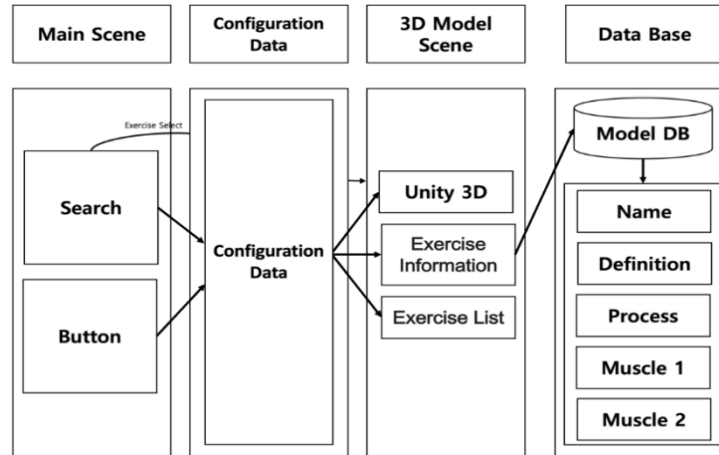 Main Scene
Configuration
Data
3D Model
Scene
Data Base
Exercise Select
Search
Button
Configuration
Data
Unity 3D
Exercise
Information
Exercise List
Model DB
Name
Definition
Process
Muscle 1
Muscle 2